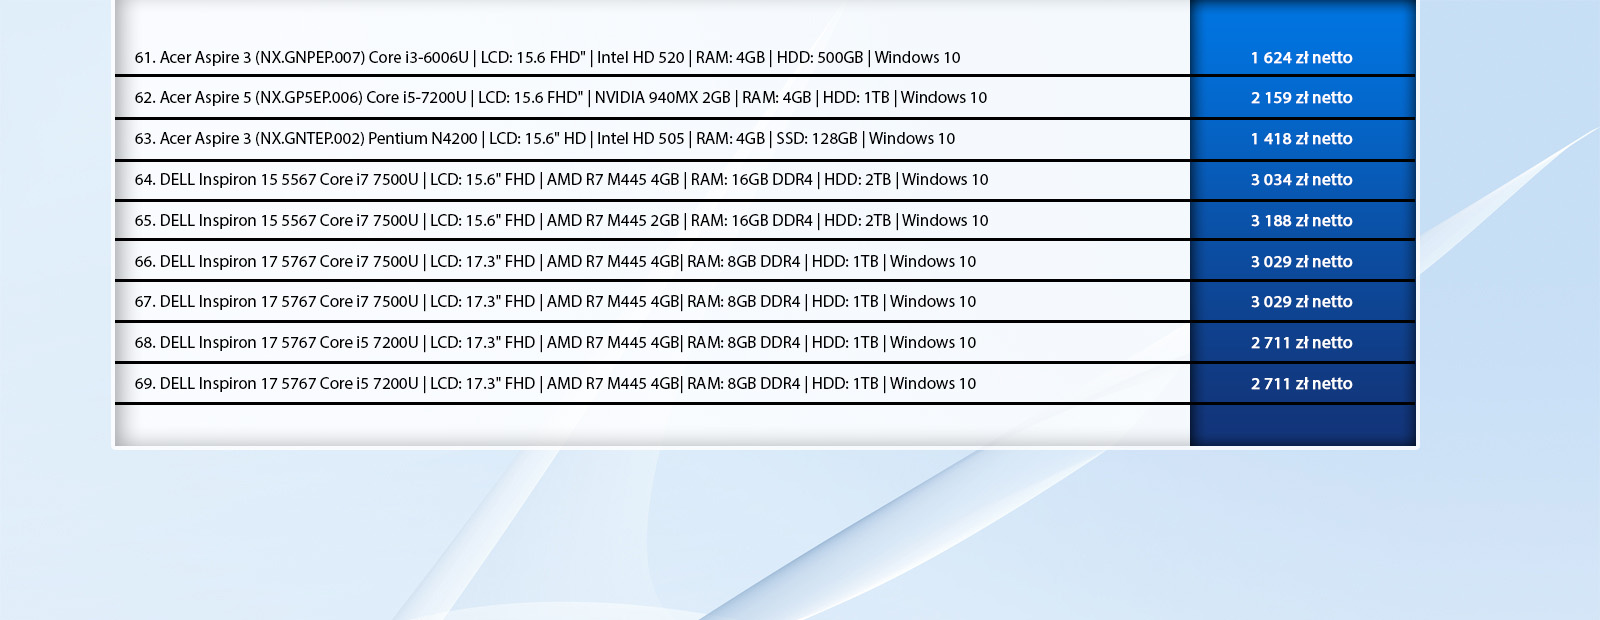 61. Acer Aspire 3 (NX.GNPEP.007) Core i3-6006U | LCD: 15.6 FHD" | Intel HD 520 | RAM: 4GB | HDD: 500GB | Windows 10 1 624 zł netto
62. Acer Aspire 5 (NX.GP5EP.006) Core i5-7200U | LCD: 15.6 FHD" | NVIDIA 940MX 2GB | RAM: 4GB | HDD: 1TB | Windows 10 2 159 zł netto
63. Acer Aspire 3 (NX.GNTEP.002) Pentium N4200 | LCD: 15.6" HD | Intel HD 505 | RAM: 4GB | SSD: 128GB | Windows 10 1 418 zł netto
64. DELL Inspiron 15 5567 Core i7 7500U | LCD: 15.6" FHD | AMD R7 M445 4GB | RAM: 16GB DDR4 | HDD: 2TB | Windows 10 3 034 zł netto
65. DELL Inspiron 15 5567 Core i7 7500U | LCD: 15.6" FHD | AMD R7 M445 2GB | RAM: 16GB DDR4 | HDD: 2TB | Windows 10 3 188 zł netto
66. DELL Inspiron 17 5767 Core i7 7500U | LCD: 17.3" FHD | AMD R7 M445 4GB| RAM: 8GB DDR4 | HDD: 1TB | Windows 10 3 029 zł netto
67. DELL Inspiron 17 5767 Core i7 7500U | LCD: 17.3" FHD | AMD R7 M445 4GB| RAM: 8GB DDR4 | HDD: 1TB | Windows 10 3 029 zł netto
68. DELL Inspiron 17 5767 Core i5 7200U | LCD: 17.3" FHD | AMD R7 M445 4GB| RAM: 8GB DDR4 | HDD: 1TB | Windows 10 2 711 zł netto
69. DELL Inspiron 17 5767 Core i5 7200U | LCD: 17.3" FHD | AMD R7 M445 4GB| RAM: 8GB DDR4 | HDD: 1TB | Windows 10 2 711 zł netto